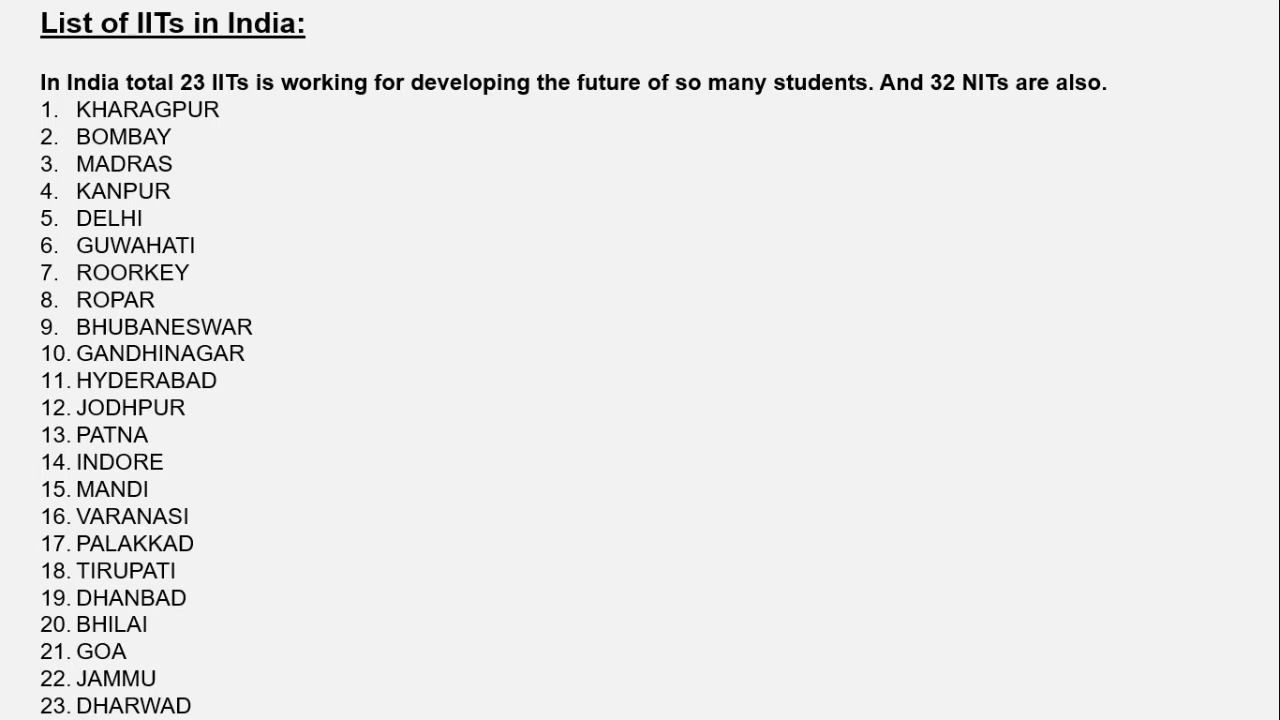 List of IITs in India:
In India total 23 IITs is working for developing the future of so many students. And 32 NITs are also.
1. KHARAGPUR
2. BOMBAY
3. MADRAS
4. KANPUR
5. DELHI
6. GUWAHATI
7. ROORKEY
8. ROPAR
9. BHUBANESWAR
10. GANDHINAGAR
11. HYDERABAD
12. JODHPUR
13. PATNA
14. INDORE
15. MANDI
16. VARANASI
17. PALAKKAD
18. TIRUPATI
19. DHANBAD
20. BHILAI
21. GOA
22. JAMMU
23. DHARWAD